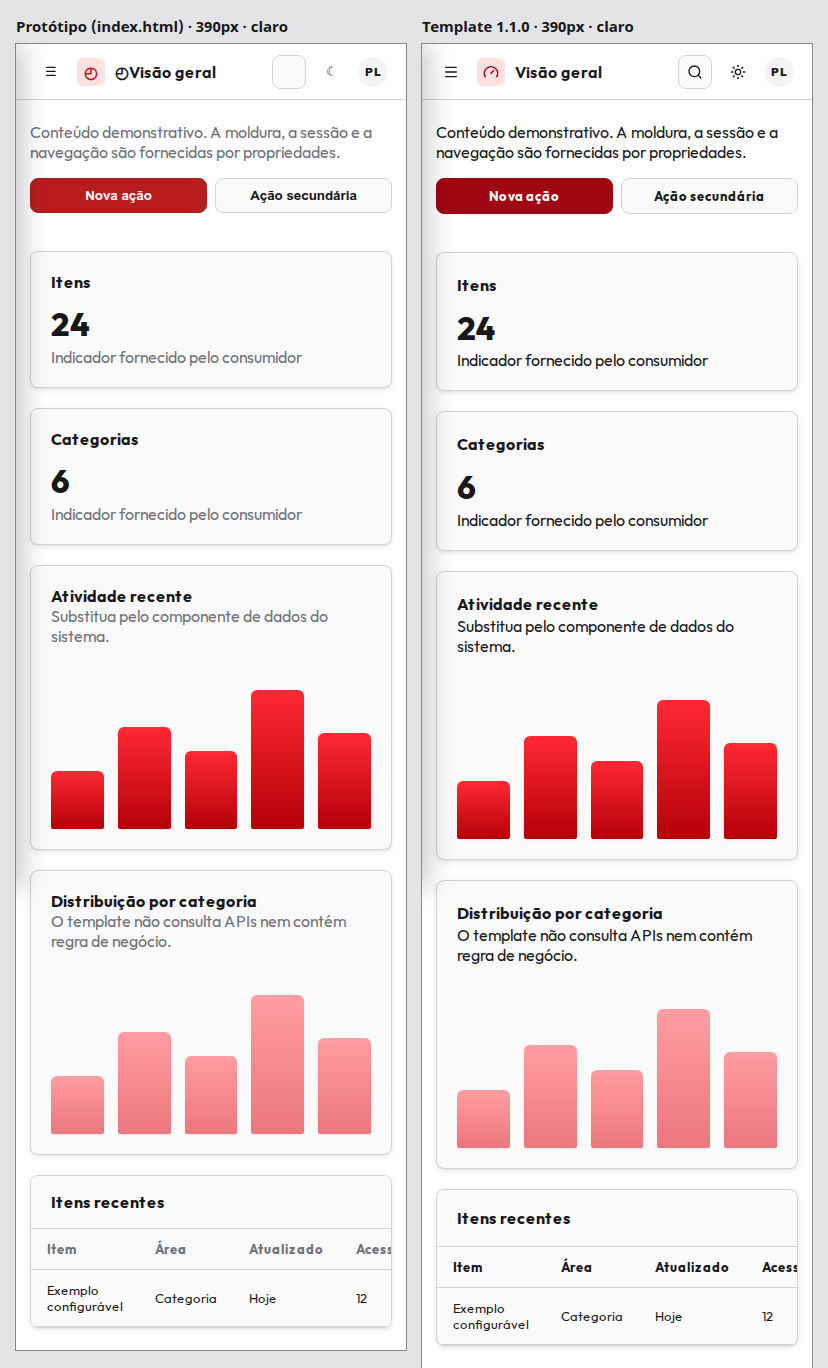 Protótipo (index.html) · 390px · claro
☰ ◴ ◴Visão geral ☾ PL
Conteúdo demonstrativo. A moldura, a sessão e a
navegação são fornecidas por propriedades.
Nova ação Ação secundária
Itens
24
Indicador fornecido pelo consumidor
Categorias
6
Indicador fornecido pelo consumidor
Atividade recente
Substitua pelo componente de dados do
sistema.
Distribuição por categoria
O template não consulta APIs nem contém
regra de negócio.
Itens recentes
Item Área Atualizado Acess
Exemplo
configurável Categoria Hoje 12
Template 1.1.0 · 390px · claro
Visão geral PL
Conteúdo demonstrativo. A moldura, a sessão e a
navegação são fornecidas por propriedades.
Nova ação Ação secundária
Itens
24
Indicador fornecido pelo consumidor
Categorias
6
Indicador fornecido pelo consumidor
Atividade recente
Substitua pelo componente de dados do
sistema.
Distribuição por categoria
O template não consulta APIs nem contém
regra de negócio.
Itens recentes
Item Área Atualizado Acess
Exemplo
configurável Categoria Hoje 12